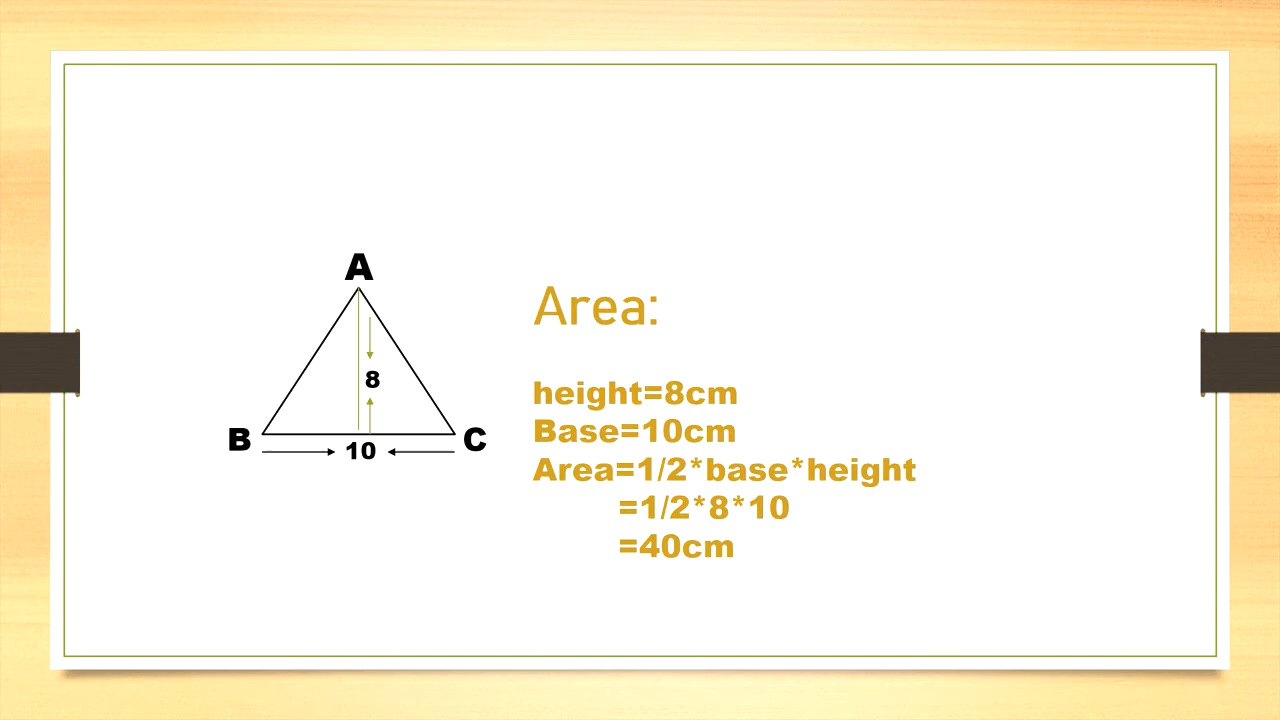 A
8
B
10
C
Area:
height=8cm
Base=10cm
Area=1/2*base*height
=1/2*8*10
=40cm